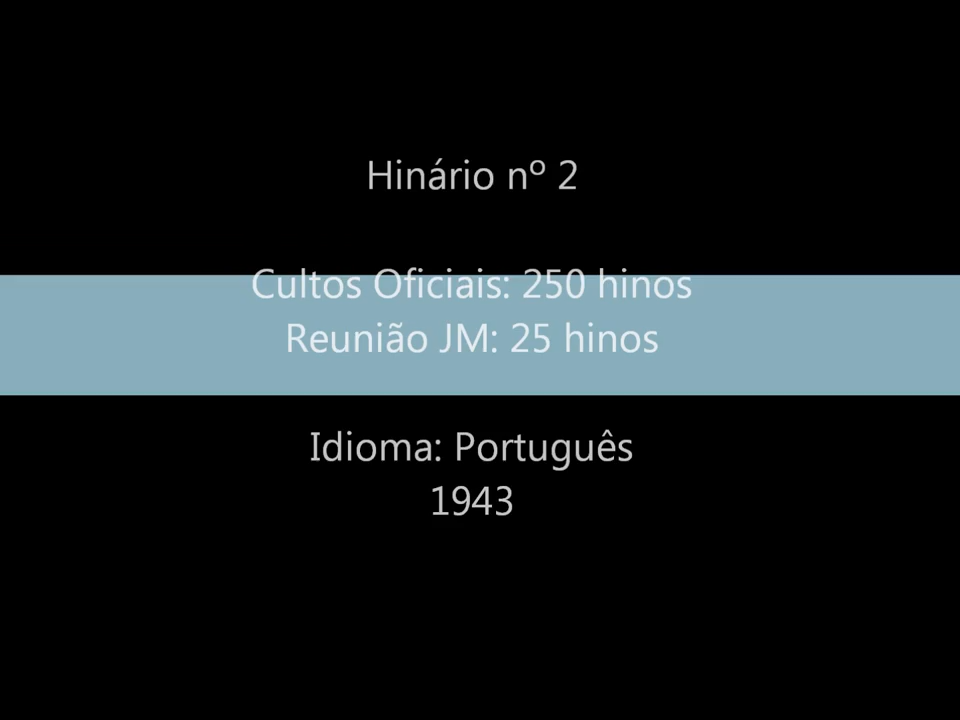 Hinário nº 2
Cultos Oficiais: 250 hinos
Reunião JM: 25 hinos
Idioma: Português
1943